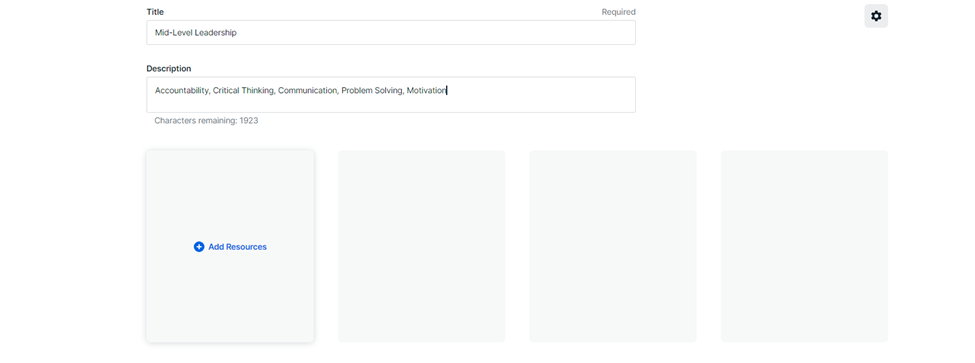 Title
Required
Mid-Level Leadership
Description
Accountability, Critical Thinking, Communication, Problem Solving, Motivation
Characters remaining: 1923
Add Resources